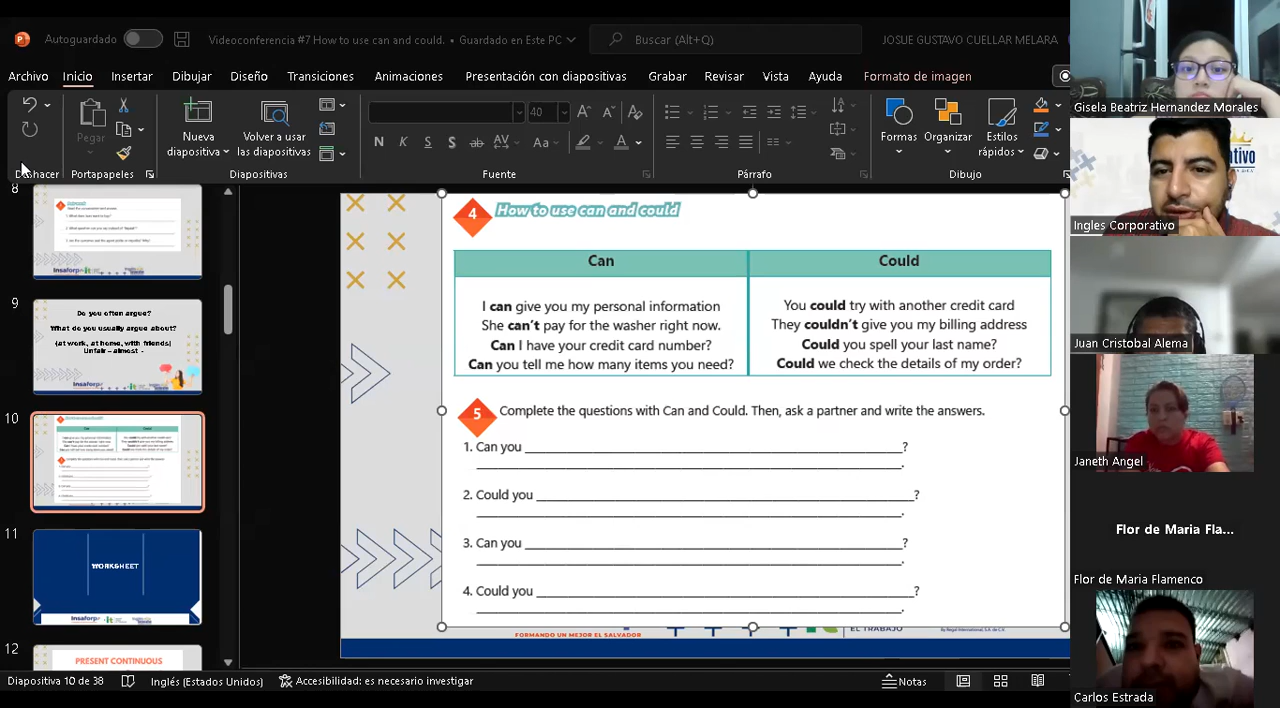 Autoguardado
Videoconferencia #7 How to use can and could. • Guardado en Este PC
Buscar (Alt+Q)
JOSUE GUSTAVO CUELLAR MELARA
Archivo Inicio Insertar Dibujar Diseño Transiciones Animaciones Presentación con diapositivas Grabar Revisar Vista Ayuda Formato de imagen
Pegar
Nueva diapositiva
Volver a usar las diapositivas
40
Formas
Organizar
Estilos rápidos
N K S S ab AV Aa A
Deshacer Portapapeles Diapositivas Fuente Párrafo Dibujo
8
9
Do you often argue?
What do you usually argue about?
(at work, at home, with friends)
Unfair – almost -
10
11
WORKSHEET
12
PRESENT CONTINUOUS
4 How to use can and could
Can
I can give you my personal information
She can't pay for the washer right now.
Can I have your credit card number?
Can you tell me how many items you need?
Could
You could try with another credit card
They couldn't give you my billing address
Could you spell your last name?
Could we check the details of my order?
5 Complete the questions with Can and Could. Then, ask a partner and write the answers.
1. Can you ?
.
2. Could you ?
.
3. Can you ?
.
4. Could you ?
.
FORMANDO UN MEJOR EL SALVADOR
EL TRABAJO
Diapositiva 10 de 38
Inglés (Estados Unidos)
Accesibilidad: es necesario investigar
Notas
Gisela Beatriz Hernandez Morales
Ingles Corporativo
Juan Cristobal Alema
Janeth Angel
Flor de Maria Fla...
Flor de Maria Flamenco
Carlos Estrada